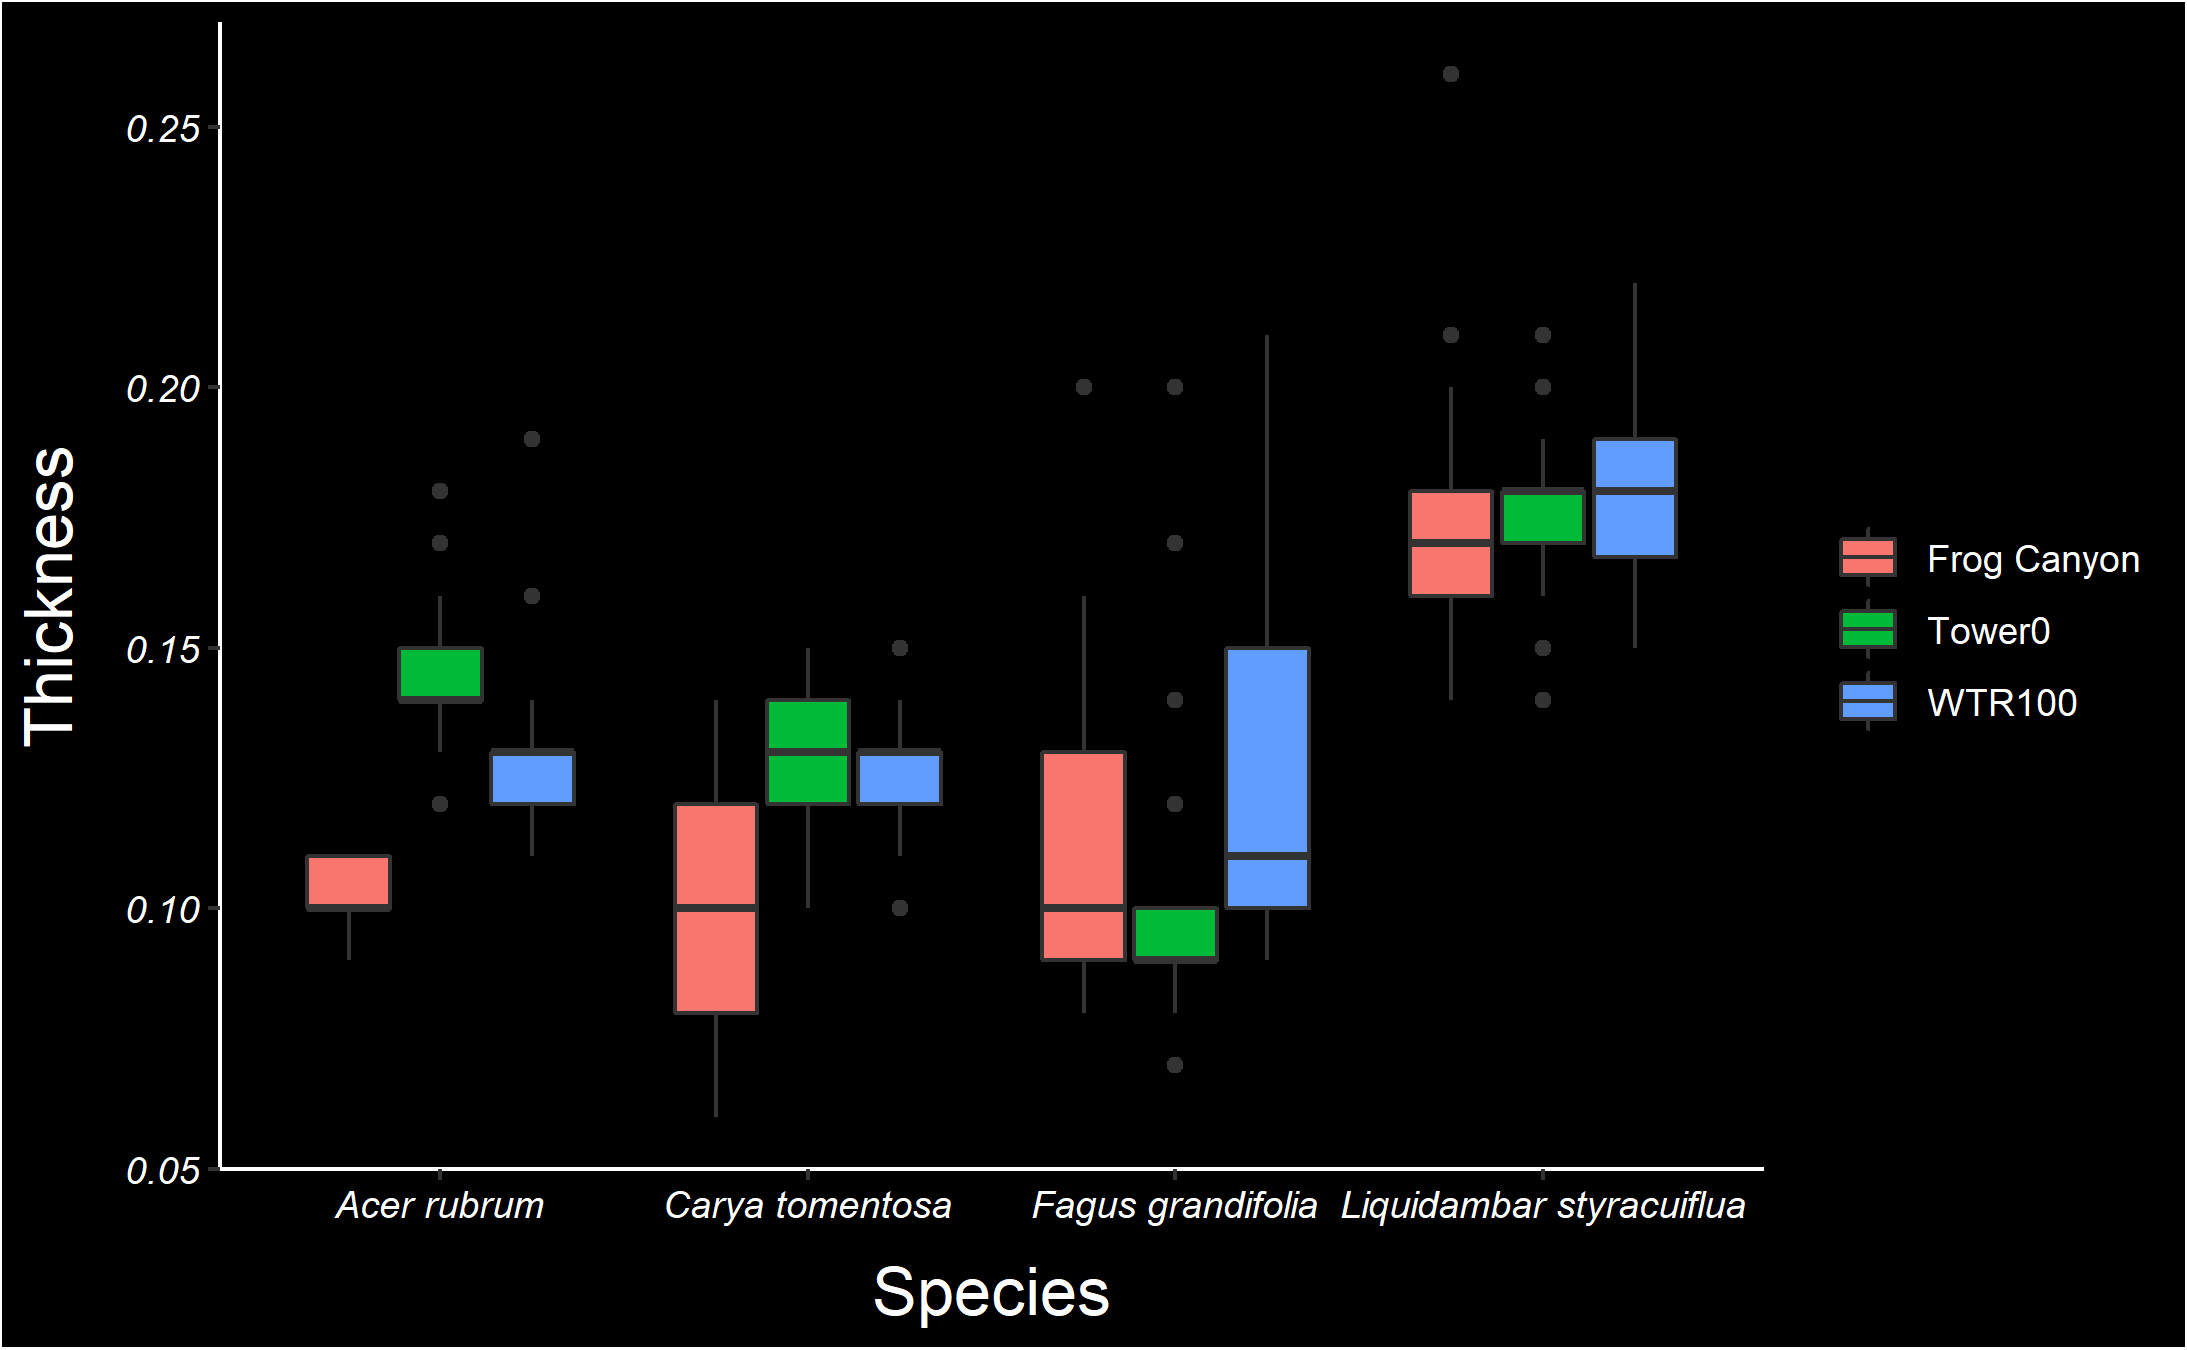 Thickness
0.25
0.20
0.15
0.10
0.05
Acer rubrum
Carya tomentosa
Fagus grandifolia
Liquidambar styracuiflua
Species
Frog Canyon
Tower0
WTR100